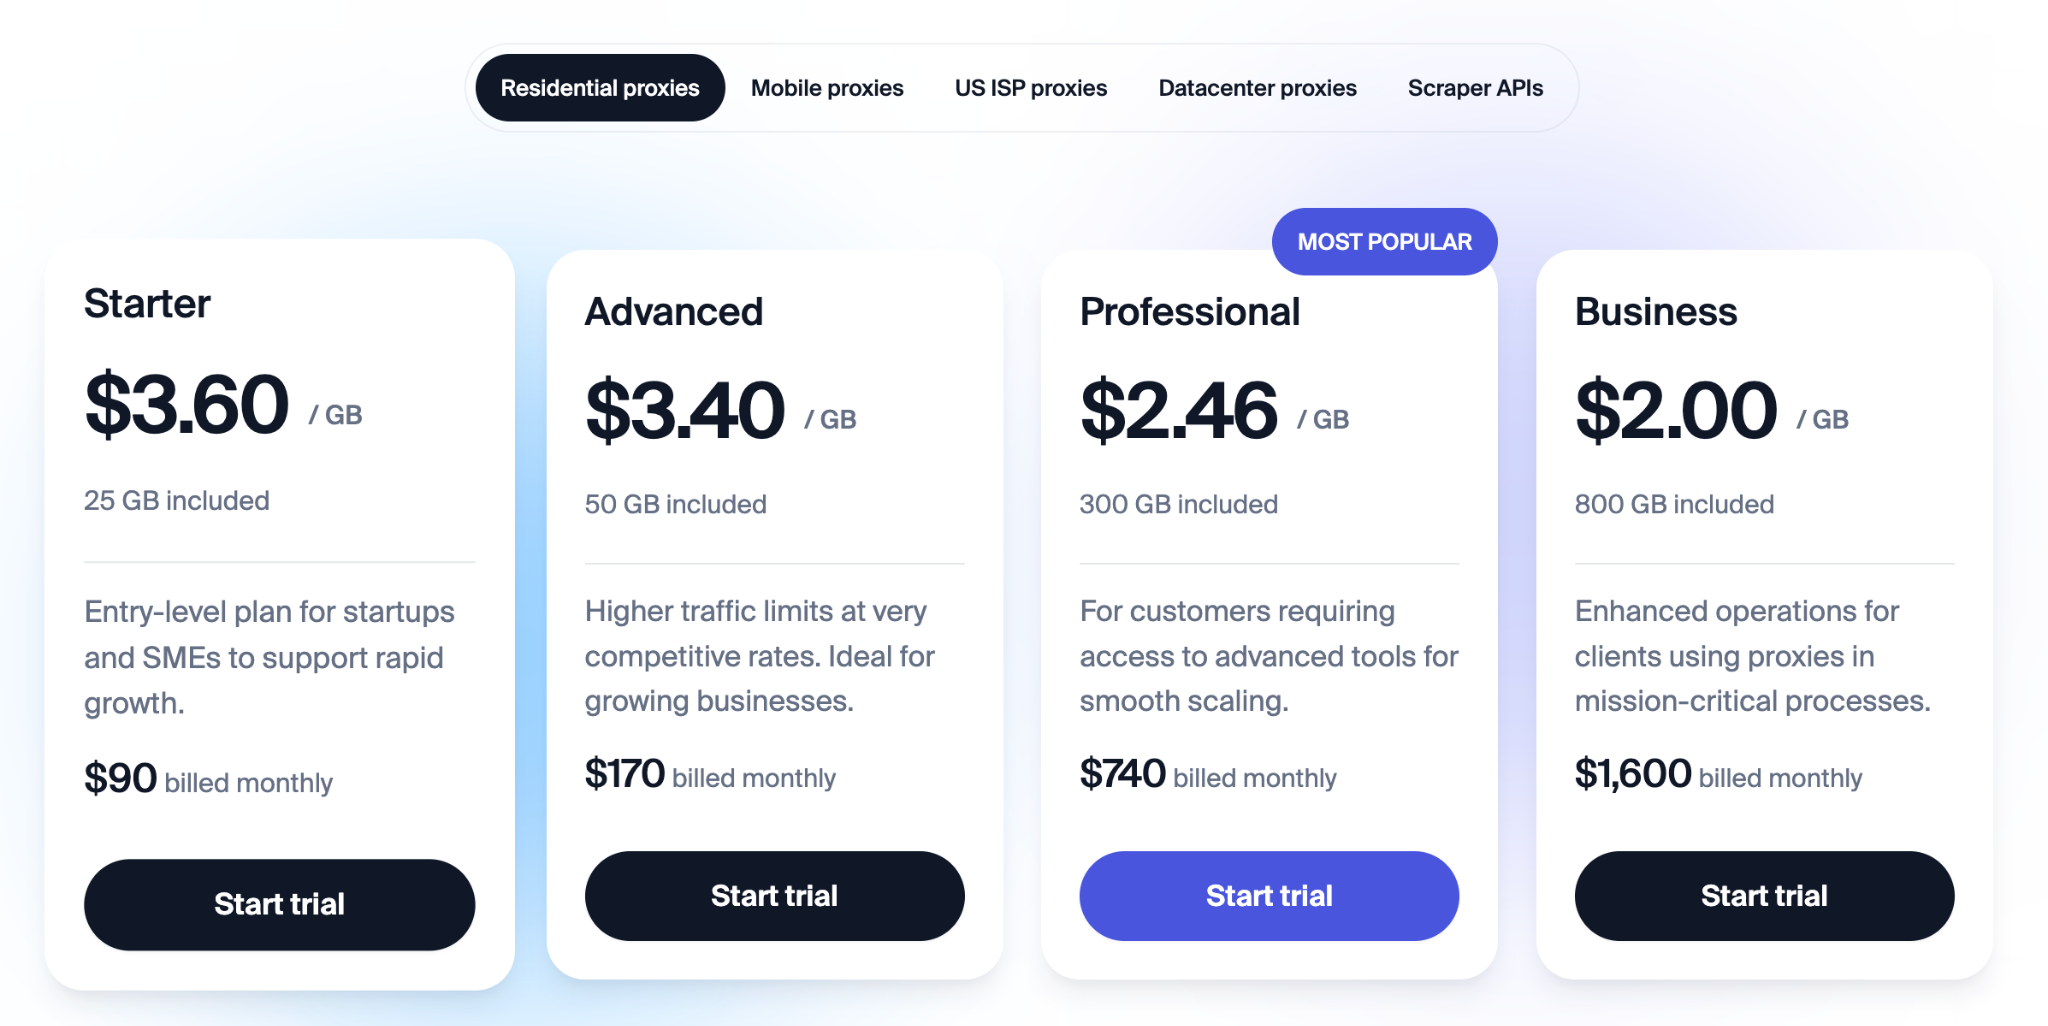 Residential proxies
Mobile proxies
US ISP proxies
Datacenter proxies
Scraper APIs
Starter
$3.60 / GB
25 GB included
Entry-level plan for startups
and SMEs to support rapid
growth.
$90 billed monthly
Start trial
Advanced
$3.40 / GB
50 GB included
Higher traffic limits at very
competitive rates. Ideal for
growing businesses.
$170 billed monthly
Start trial
MOST POPULAR
Professional
$2.46 / GB
300 GB included
For customers requiring
access to advanced tools for
smooth scaling.
$740 billed monthly
Start trial
Business
$2.00 / GB
800 GB included
Enhanced operations for
clients using proxies in
mission-critical processes.
$1,600 billed monthly
Start trial